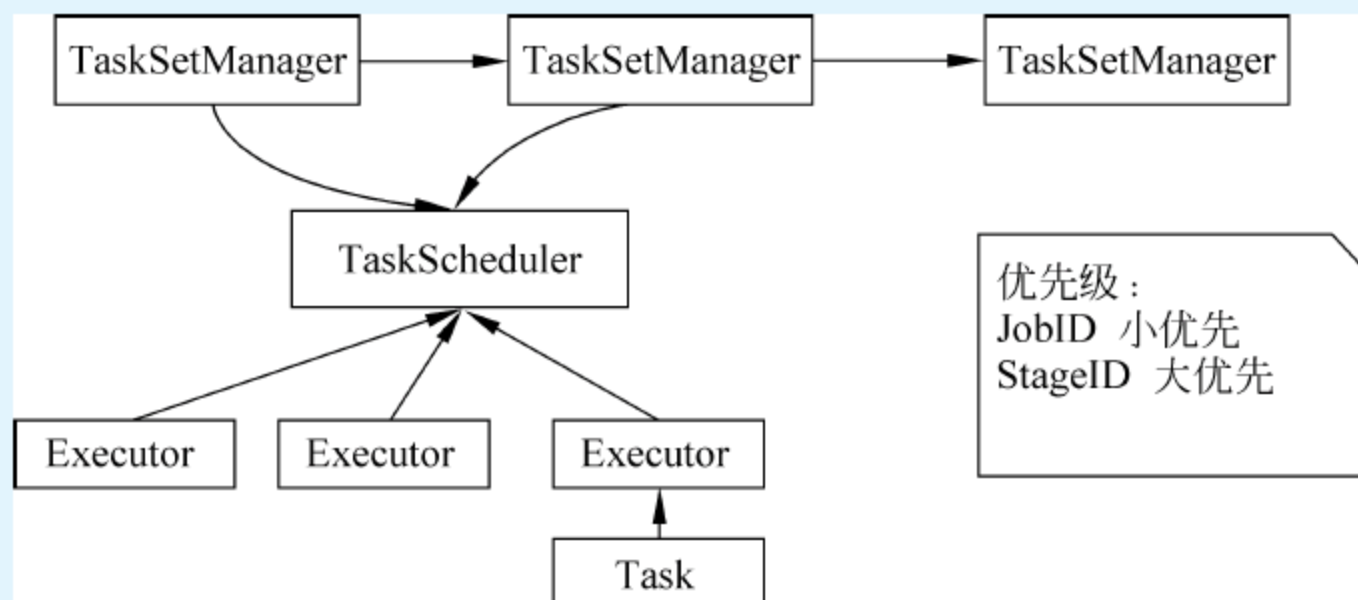 TaskSetManager
TaskSetManager
TaskSetManager
TaskScheduler
优先级：
JobID 小优先
StageID 大优先
Executor
Executor
Executor
Task